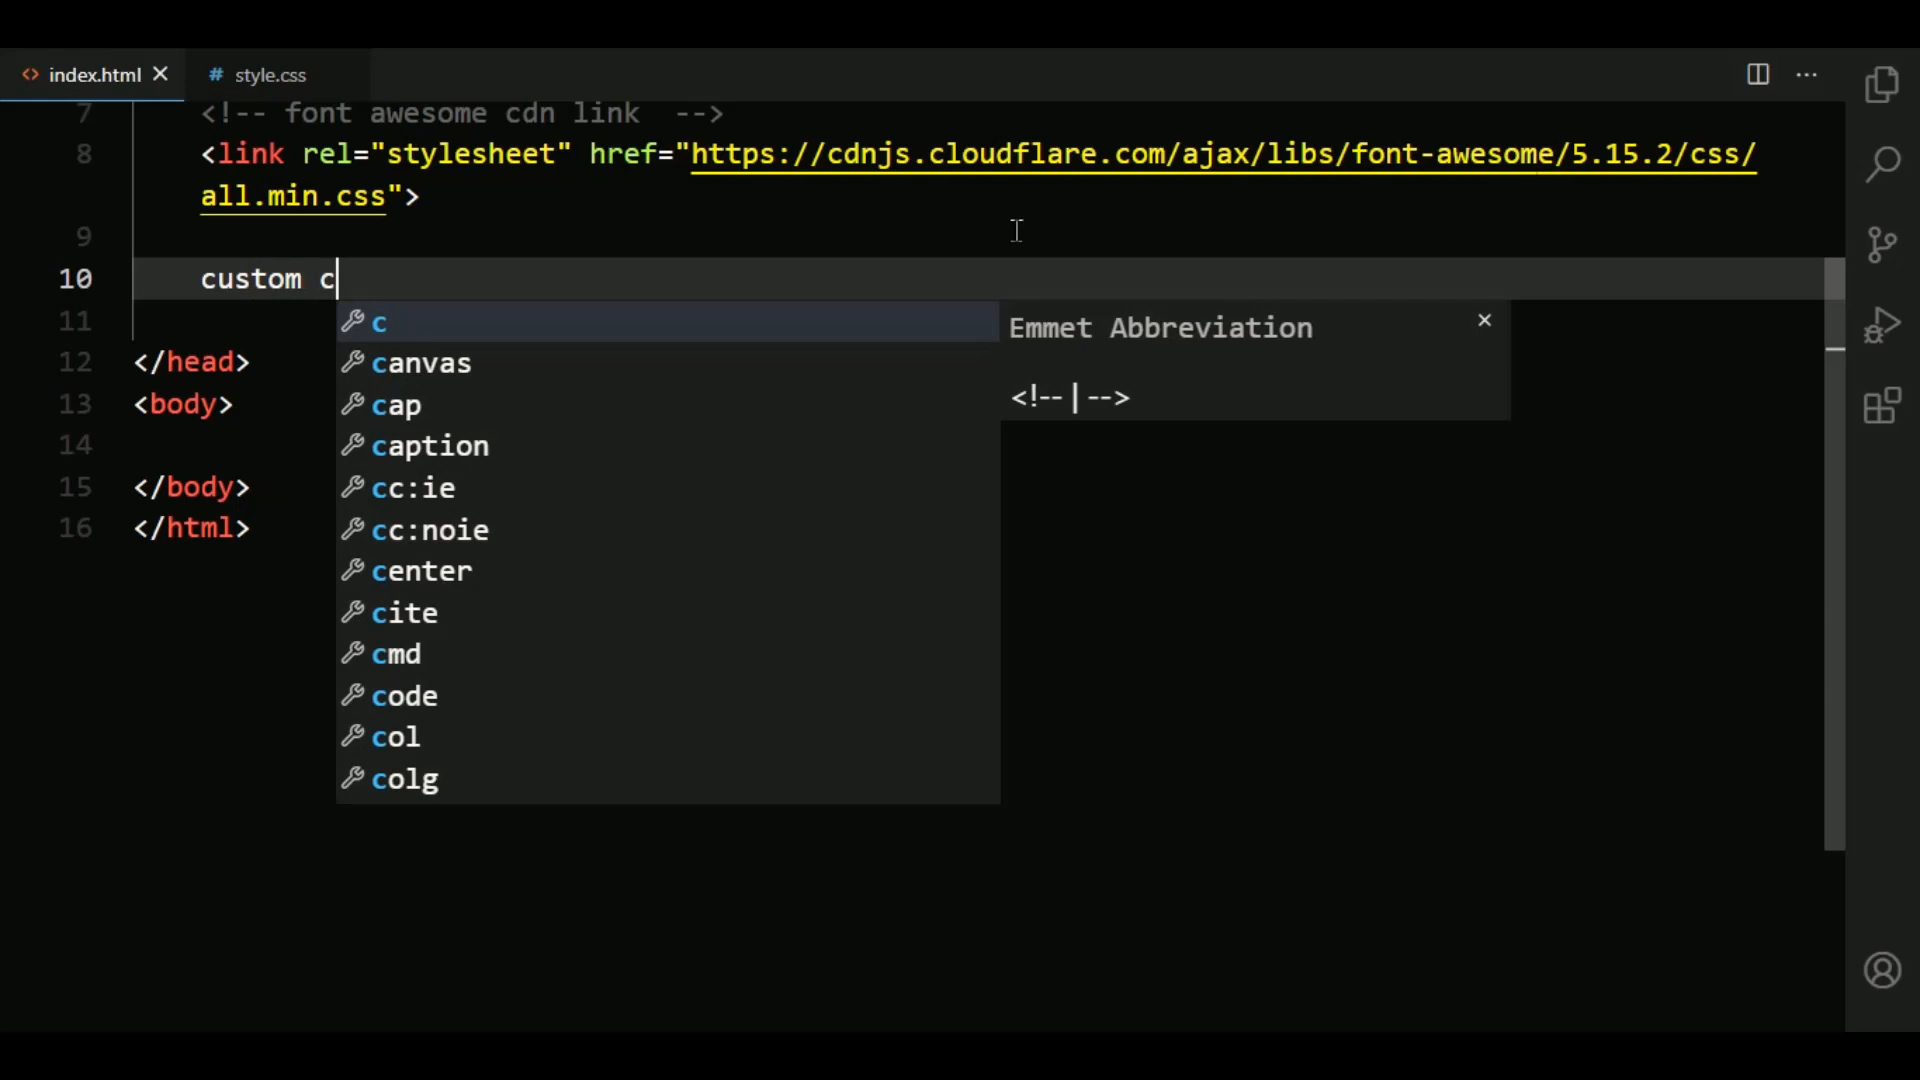 index.html style.css
7 <!-- font awesome cdn link  -->
8 <link rel="stylesheet" href="https://cdnjs.cloudflare.com/ajax/libs/font-awesome/5.15.2/css/
all.min.css">
9
10 custom c
11
12 </head>
13 <body>
14
15 </body>
16 </html>
c
canvas
cap
caption
cc:ie
cc:noie
center
cite
cmd
code
col
colg
Emmet Abbreviation
<!-- | -->